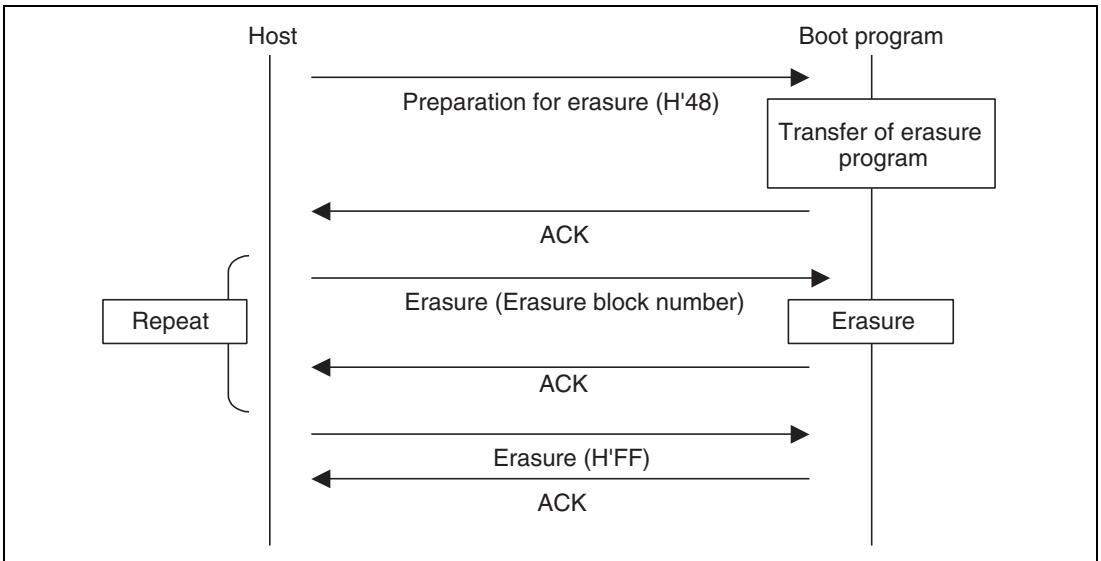 Host
Boot program
Preparation for erasure (H'48)
Transfer of erasure
program
ACK
Erasure (Erasure block number)
Repeat
Erasure
ACK
Erasure (H'FF)
ACK